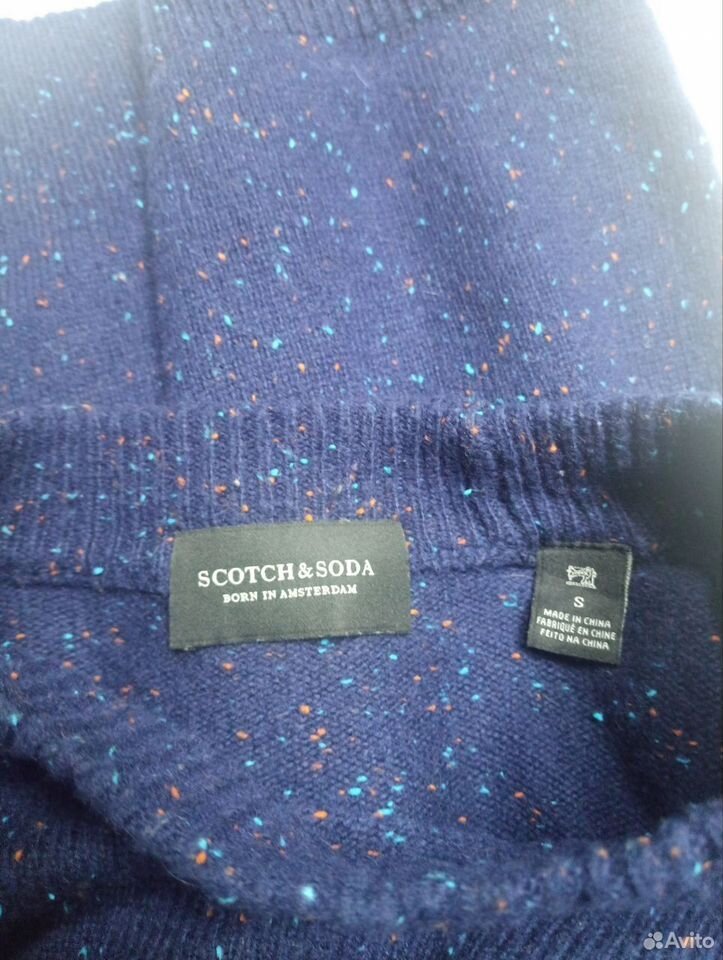 SCOTCH & SODA
BORN IN AMSTERDAM
S
MADE IN CHINA
FABRIQUÉ EN CHINE
FEITO NA CHINA
Avito